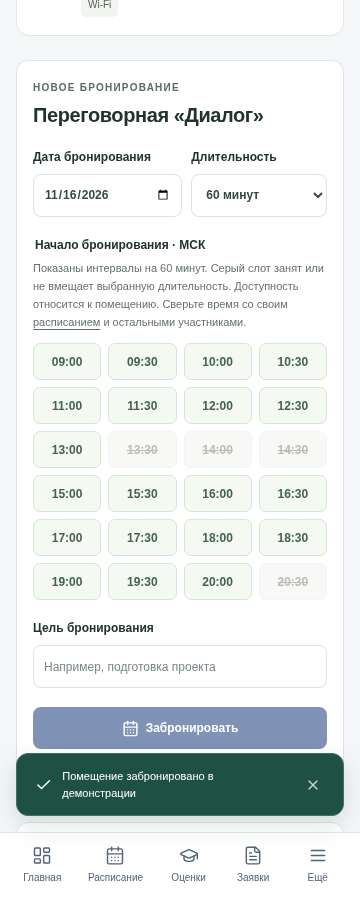 Wi-Fi
НОВОЕ БРОНИРОВАНИЕ
Переговорная «Диалог»
Дата бронирования
Длительность
11/16/2026
60 минут
Начало бронирования · МСК
Показаны интервалы на 60 минут. Серый слот занят или
не вмещает выбранную длительность. Доступность
относится к помещению. Сверьте время со своим
расписанием и остальными участниками.
09:00 09:30 10:00 10:30
11:00 11:30 12:00 12:30
13:00 13:30 14:00 14:30
15:00 15:30 16:00 16:30
17:00 17:30 18:00 18:30
19:00 19:30 20:00 20:30
Цель бронирования
Например, подготовка проекта
Забронировать
Помещение забронировано в
демонстрации
Главная Расписание Оценки Заявки Ещё